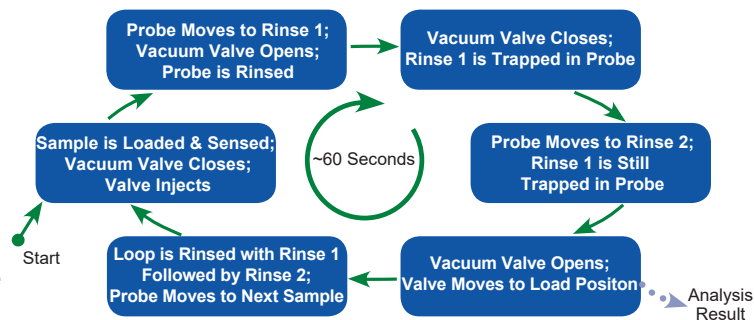 Probe Moves to Rinse 1;
Vacuum Valve Opens;
Probe is Rinsed
Vacuum Valve Closes;
Rinse 1 is Trapped in Probe
Sample is Loaded & Sensed;
Vacuum Valve Closes;
Valve Injects
~60 Seconds
Probe Moves to Rinse 2;
Rinse 1 is Still
Trapped in Probe
Start
Loop is Rinsed with Rinse 1
Followed by Rinse 2;
Probe Moves to Next Sample
Vacuum Valve Opens;
Valve Moves to Load Positon
Analysis
Result